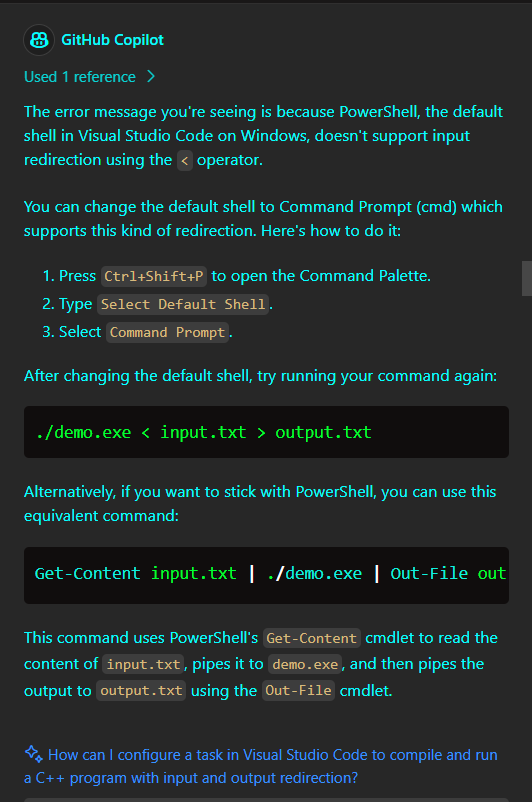 GitHub Copilot
Used 1 reference >
The error message you're seeing is because PowerShell, the default
shell in Visual Studio Code on Windows, doesn't support input
redirection using the < operator.
You can change the default shell to Command Prompt (cmd) which
supports this kind of redirection. Here's how to do it:
1. Press Ctrl+Shift+P to open the Command Palette.
2. Type Select Default Shell.
3. Select Command Prompt.
After changing the default shell, try running your command again:
./demo.exe < input.txt > output.txt
Alternatively, if you want to stick with PowerShell, you can use this
equivalent command:
Get-Content input.txt | ./demo.exe | Out-File out
This command uses PowerShell's Get-Content cmdlet to read the
content of input.txt, pipes it to demo.exe, and then pipes the
output to output.txt using the Out-File cmdlet.
How can I configure a task in Visual Studio Code to compile and run
a C++ program with input and output redirection?